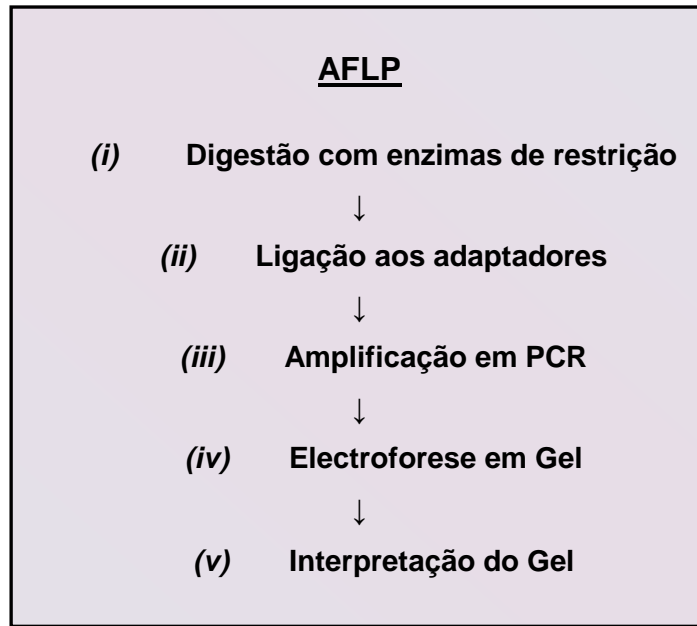 AFLP
(i) Digestão com enzimas de restrição
↓
(ii) Ligação aos adaptadores
↓
(iii) Amplificação em PCR
↓
(iv) Electroforese em Gel
↓
(v) Interpretação do Gel